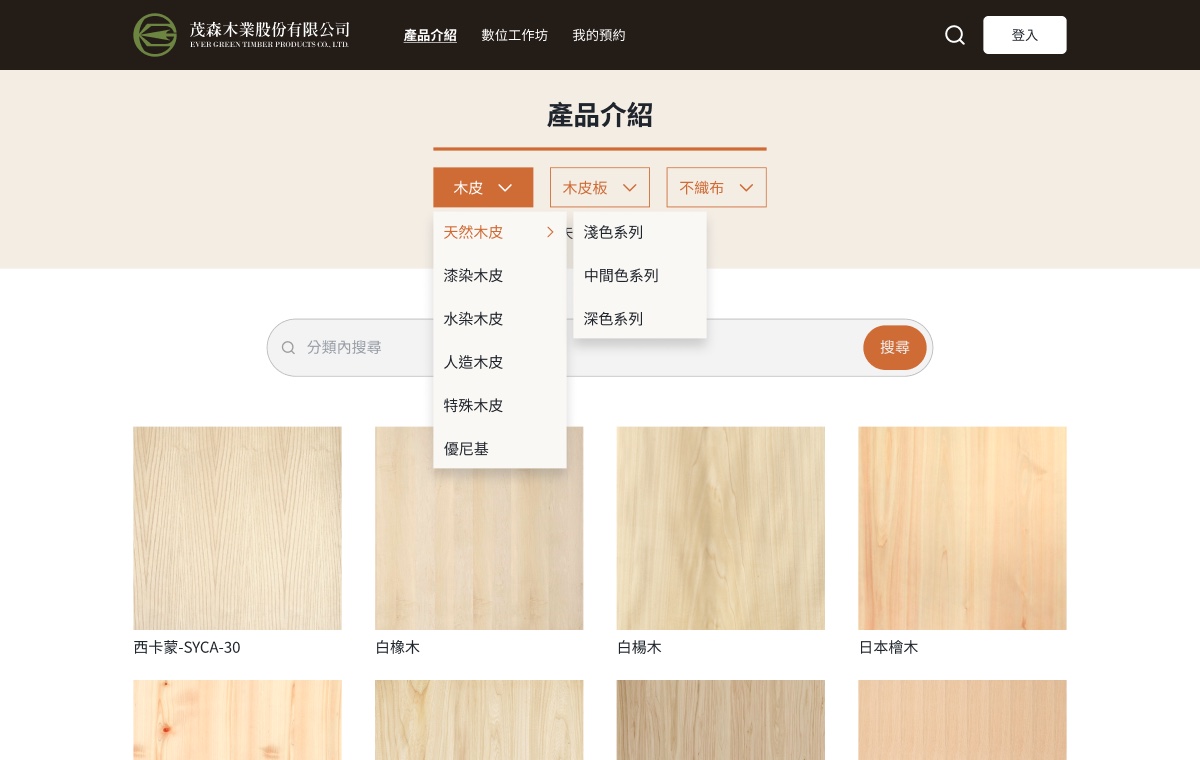 茂森木業股份有限公司
EVER GREEN TIMBER PRODUCTS CO., LTD.
產品介紹
數位工作坊
我的預約
登入
產品介紹
木皮
木皮板
不織布
天然木皮
淺色系列
漆染木皮
中間色系列
水染木皮
深色系列
分類內搜尋
搜尋
人造木皮
特殊木皮
優尼基
西卡蒙-SYCA-30
白橡木
白楊木
日本檜木